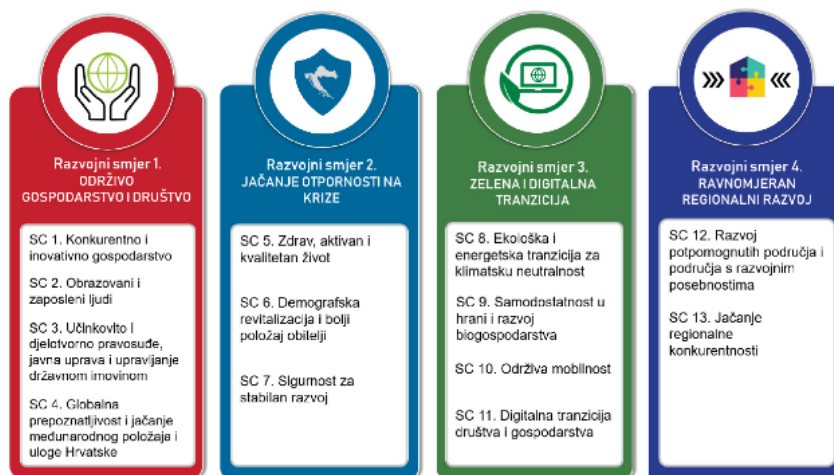 Razvojni smjer 1.
ODRŽIVO
GOSPODARSTVO I DRUŠTVO
SC 1. Konkurentno i
inovativno gospodarstvo
SC 2. Obrazovani i
zaposleni ljudi
SC 3. Učinkovito i
djelotvorno pravosuđe,
javna uprava i upravljanje
državnom imovinom
SC 4. Globalna
prepoznatljivost i jačanje
međunarodnog položaja i
uloge Hrvatske
Razvojni smjer 2.
JAČANJE OTPORNOSTI NA
KRIZE
SC 5. Zdrav, aktivan i
kvalitetan život
SC 6. Demografska
revitalizacija i bolji
položaj obitelji
SC 7. Sigurnost za
stabilan razvoj
Razvojni smjer 3.
ZELENA I DIGITALNA
TRANZICIJA
SC 8. Ekološka i
energetska tranzicija za
klimatsku neutralnost
SC 9. Samodostatnost u
hrani i razvoj
biogospodarstva
SC 10. Održiva mobilnost
SC 11. Digitalna tranzicija
društva i gospodarstva
Razvojni smjer 4.
RAVNOMJERAN
REGIONALNI RAZVOJ
SC 12. Razvoj
potpomognutih područja i
područja s razvojnim
posebnostima
SC 13. Jačanje
regionalne
konkurentnosti